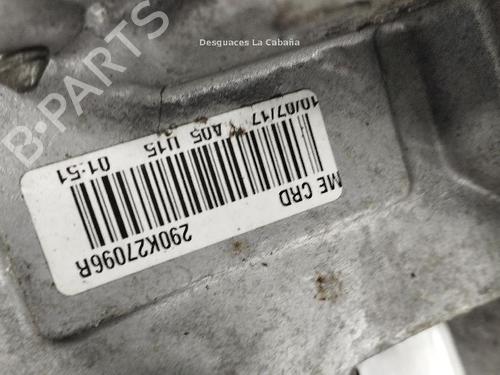 Desguaces La Cabaña
B-PARTS
10/07/17 A05 U15 01:51
ME CRD
290K27096R